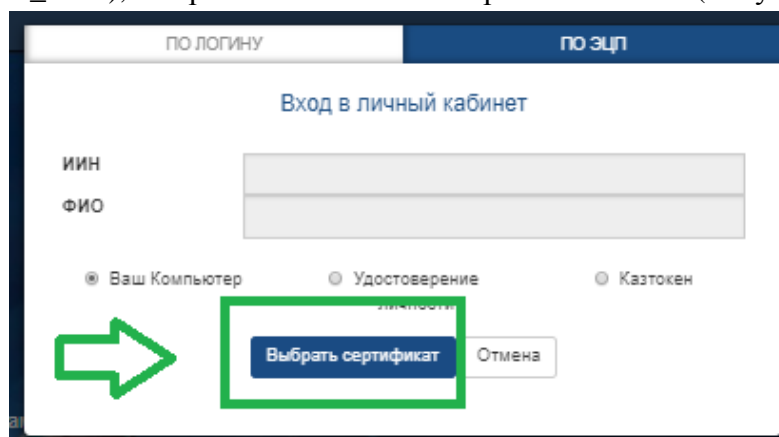 ПО ЛОГИНУ
ПО ЭЦП
Вход в личный кабинет
ИИН
ФИО
Ваш Компьютер
Удостоверение
личности
Казтокен
Выбрать сертификат
Отмена